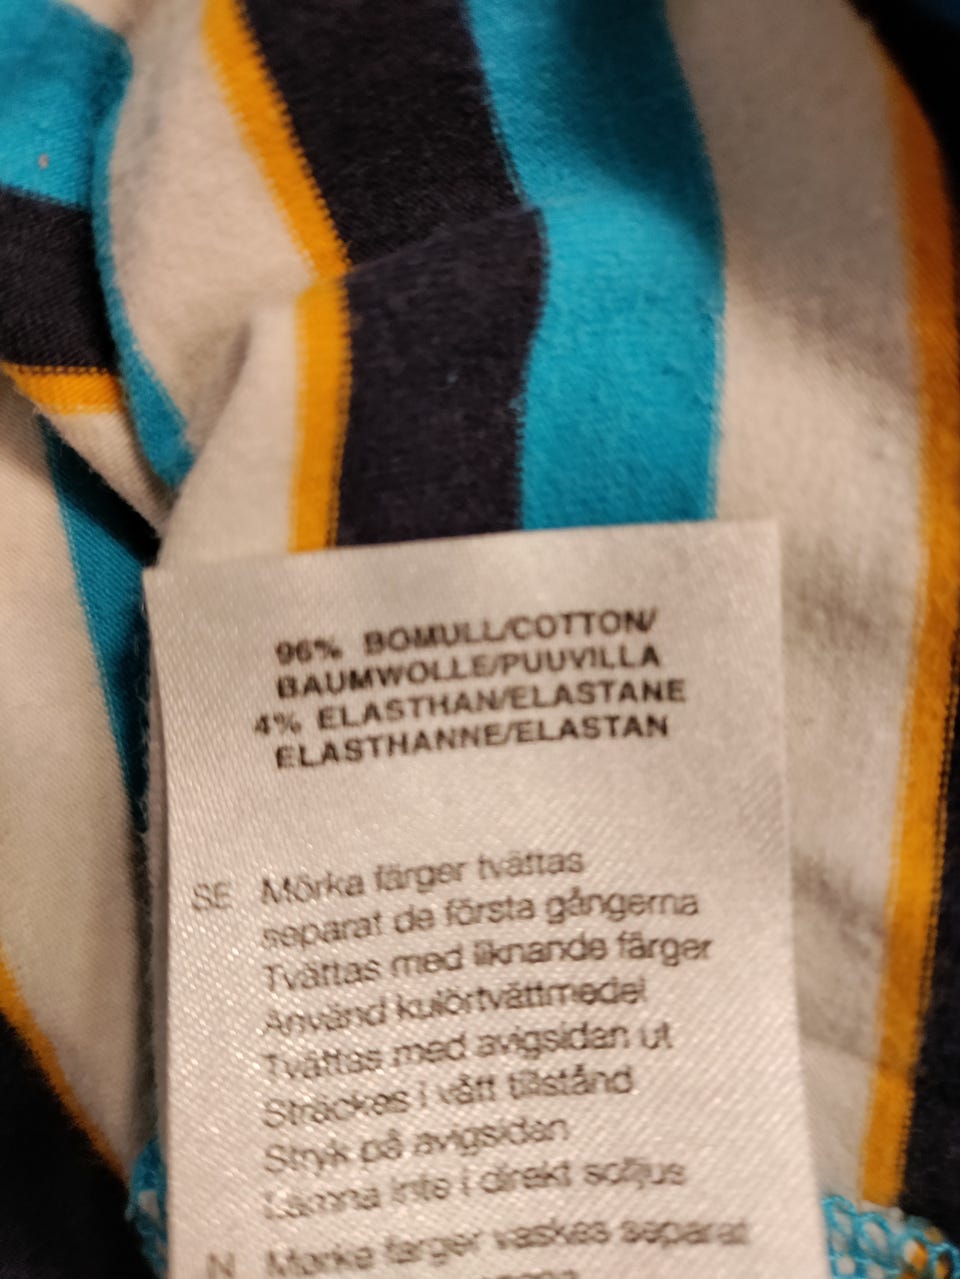 96% BOMULL/COTTON/
BAUMWOLLE/PUUVILLA
4% ELASTHAN/ELASTANE
ELASTHANNE/ELASTAN
SE Mörka färger tvättas
separat de första gångerna
Tvättas med liknande färger
Använd kulörtvättmedel
Tvättas med avigsidan ut
Sträckes i vått tillstånd
Stryk på avigsidan
Lämna inte i direkt solljus
N Mørke farger vaskes separat